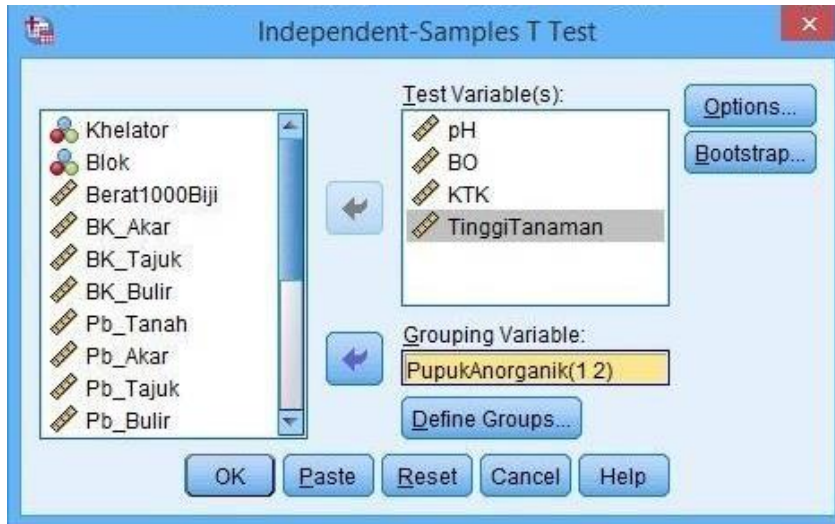 Independent-Samples T Test
Khelator
Blok
Berat1000Biji
BK_Akar
BK_Tajuk
BK_Bulir
Pb_Tanah
Pb_Akar
Pb_Tajuk
Pb_Bulir
Test Variable(s):
pH
BO
KTK
TinggiTanaman
Grouping Variable:
PupukAnorganik(1 2)
Define Groups...
Options...
Bootstrap...
OK Paste Reset Cancel Help